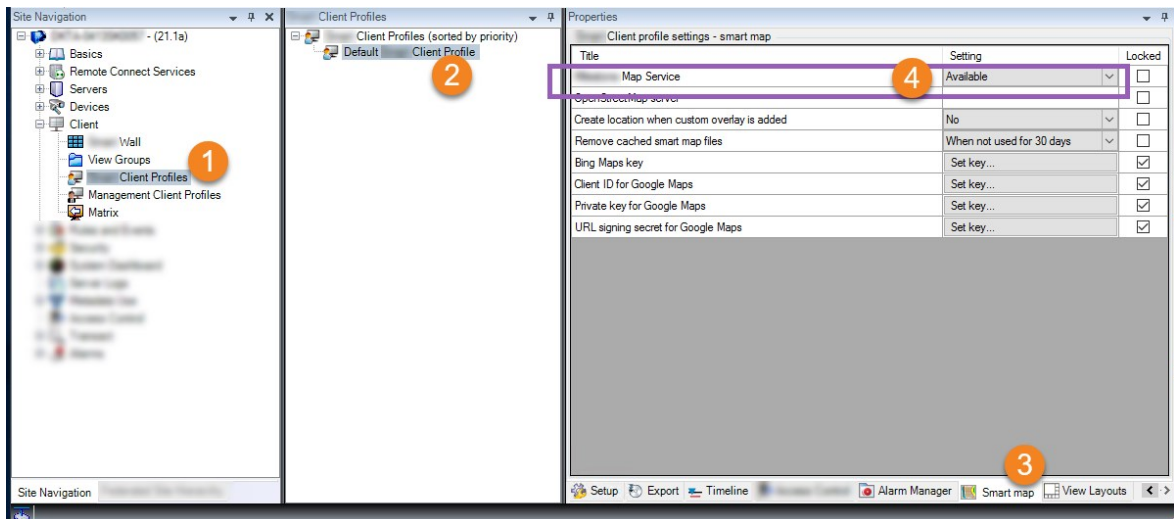 Site Navigation
- (21.1a)
Basics
Remote Connect Services
Servers
Devices
Client
Wall
View Groups
Client Profiles
Management Client Profiles
Matrix
Site Navigation
1
Client Profiles
Client Profiles (sorted by priority)
Default Client Profile
2
Properties
Client profile settings - smart map
Title Setting Locked
Map Service Available
4
OpenStreetMap server
Create location when custom overlay is added No
Remove cached smart map files When not used for 30 days
Bing Maps key Set key...
Client ID for Google Maps Set key...
Private key for Google Maps Set key...
URL signing secret for Google Maps Set key...
3
Setup Export Timeline Alarm Manager Smart map View Layouts